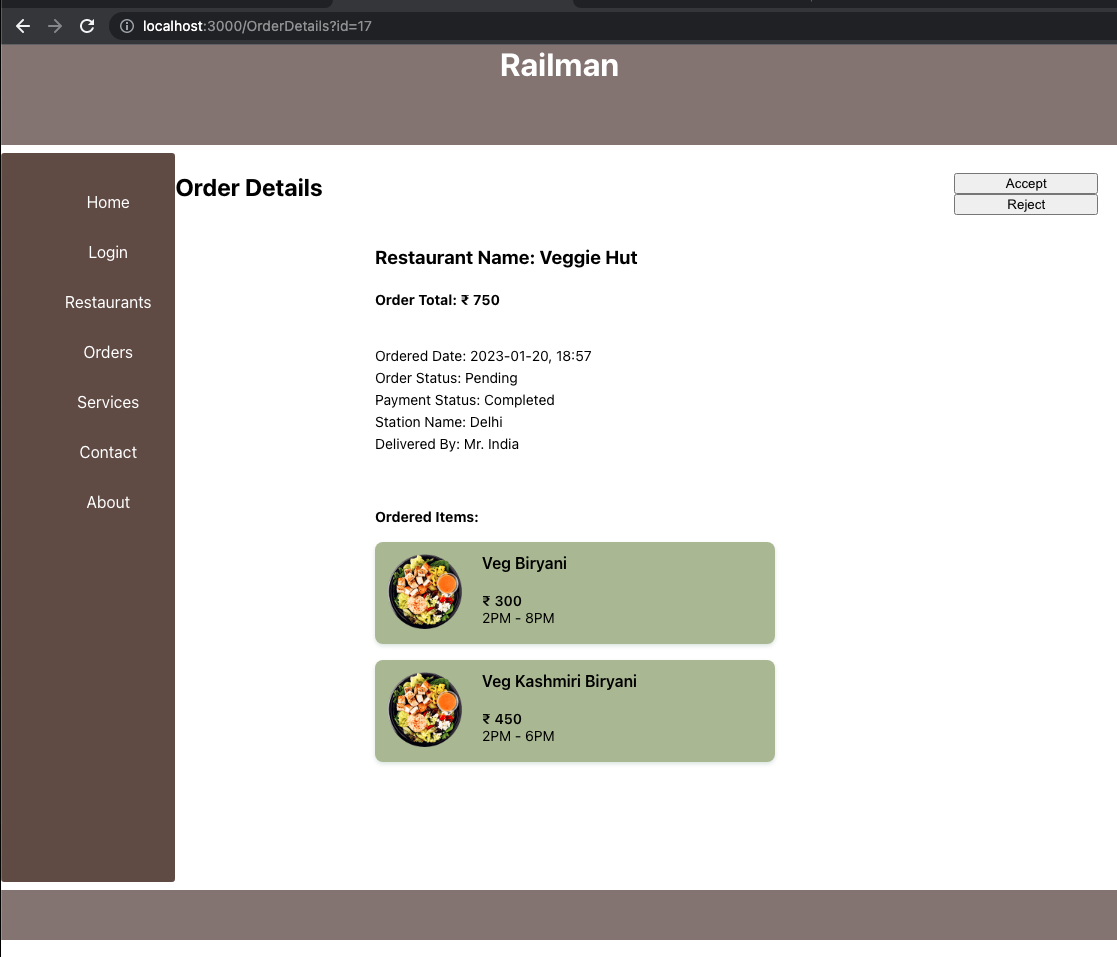 localhost:3000/OrderDetails?id=17
Railman
Home
Login
Restaurants
Orders
Services
Contact
About
Order Details
Accept
Reject
Restaurant Name: Veggie Hut
Order Total: ₹ 750
Ordered Date: 2023-01-20, 18:57
Order Status: Pending
Payment Status: Completed
Station Name: Delhi
Delivered By: Mr. India
Ordered Items:
Veg Biryani
₹ 300
2PM - 8PM
Veg Kashmiri Biryani
₹ 450
2PM - 6PM